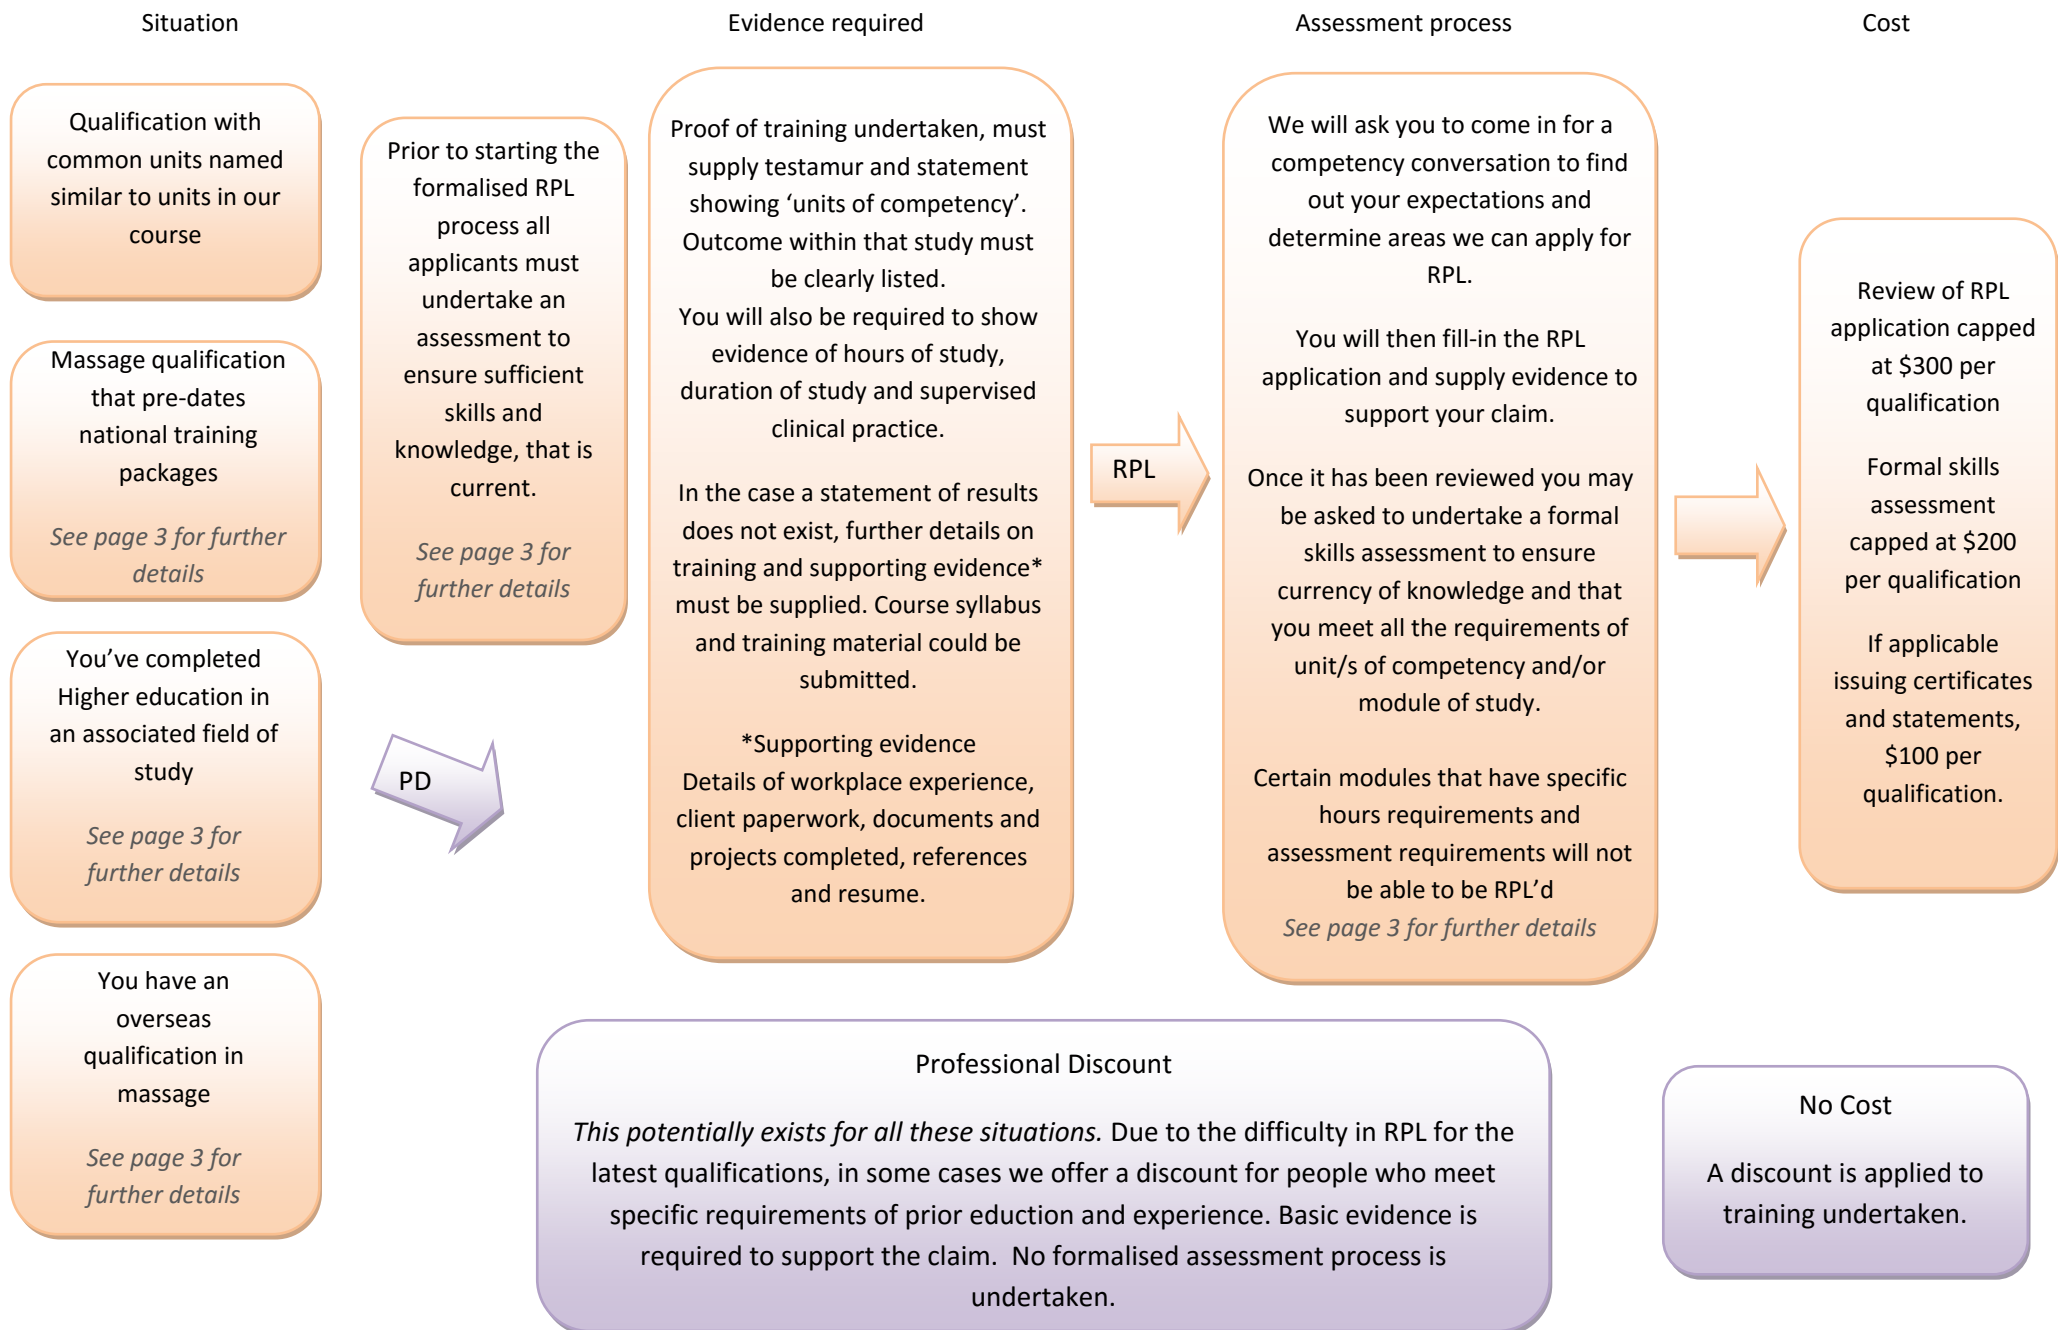 Situation
Evidence required
Assessment process
Cost
Qualification with
common units named
similar to units in our
course
Massage qualification
that pre-dates
national training
packages
See page 3 for further
details
You’ve completed
Higher education in
an associated field of
study
See page 3 for
further details
You have an
overseas
qualification in
massage
See page 3 for
further details
Prior to starting the
formalised RPL
process all
applicants must
undertake an
assessment to
ensure sufficient
skills and
knowledge, that is
current.
See page 3 for
further details
PD
Proof of training undertaken, must
supply testamur and statement
showing ‘units of competency’.
Outcome within that study must
be clearly listed.
You will also be required to show
evidence of hours of study,
duration of study and supervised
clinical practice.
In the case a statement of results
does not exist, further details on
training and supporting evidence*
must be supplied. Course syllabus
and training material could be
submitted.
*Supporting evidence
Details of workplace experience,
client paperwork, documents and
projects completed, references
and resume.
RPL
We will ask you to come in for a
competency conversation to find
out your expectations and
determine areas we can apply for
RPL.
You will then fill-in the RPL
application and supply evidence to
support your claim.
Once it has been reviewed you may
be asked to undertake a formal
skills assessment to ensure
currency of knowledge and that
you meet all the requirements of
unit/s of competency and/or
module of study.
Certain modules that have specific
hours requirements and
assessment requirements will not
be able to be RPL’d
See page 3 for further details
Review of RPL
application capped
at $300 per
qualification
Formal skills
assessment
capped at $200
per qualification
If applicable
issuing certificates
and statements,
$100 per
qualification.
Professional Discount
This potentially exists for all these situations. Due to the difficulty in RPL for the
latest qualifications, in some cases we offer a discount for people who meet
specific requirements of prior eduction and experience. Basic evidence is
required to support the claim.  No formalised assessment process is
undertaken.
No Cost
A discount is applied to
training undertaken.